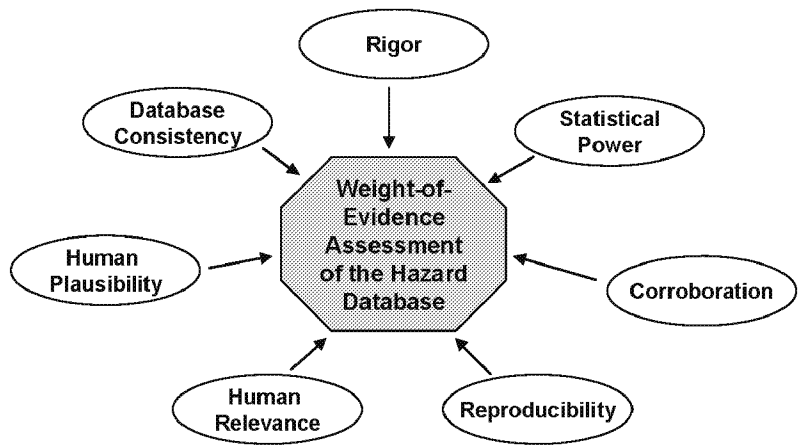 Rigor
Database
Consistency
Statistical
Power
Weight-of-
Evidence
Assessment
of the Hazard
Database
Human
Plausibility
Corroboration
Human
Relevance
Reproducibility